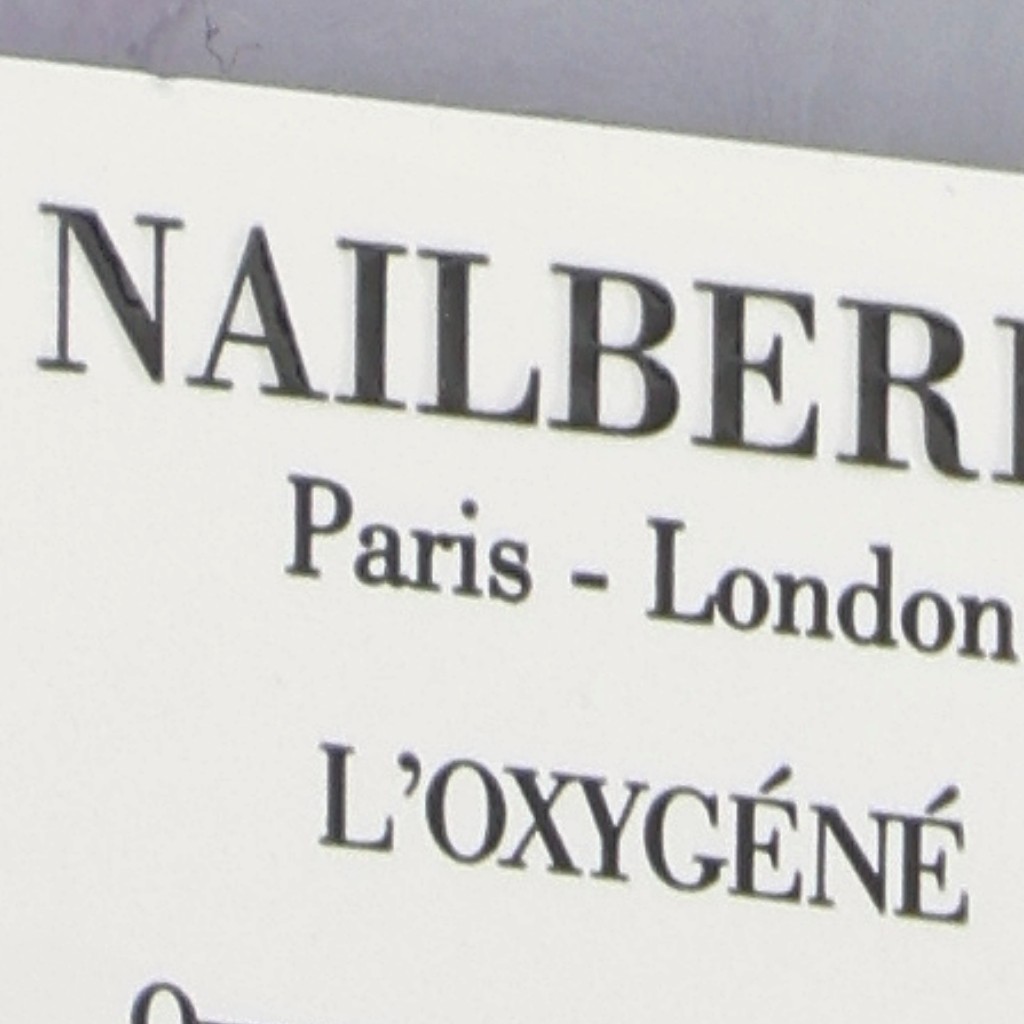 NAILBER
Paris - London
L'OXYGÉNÉ